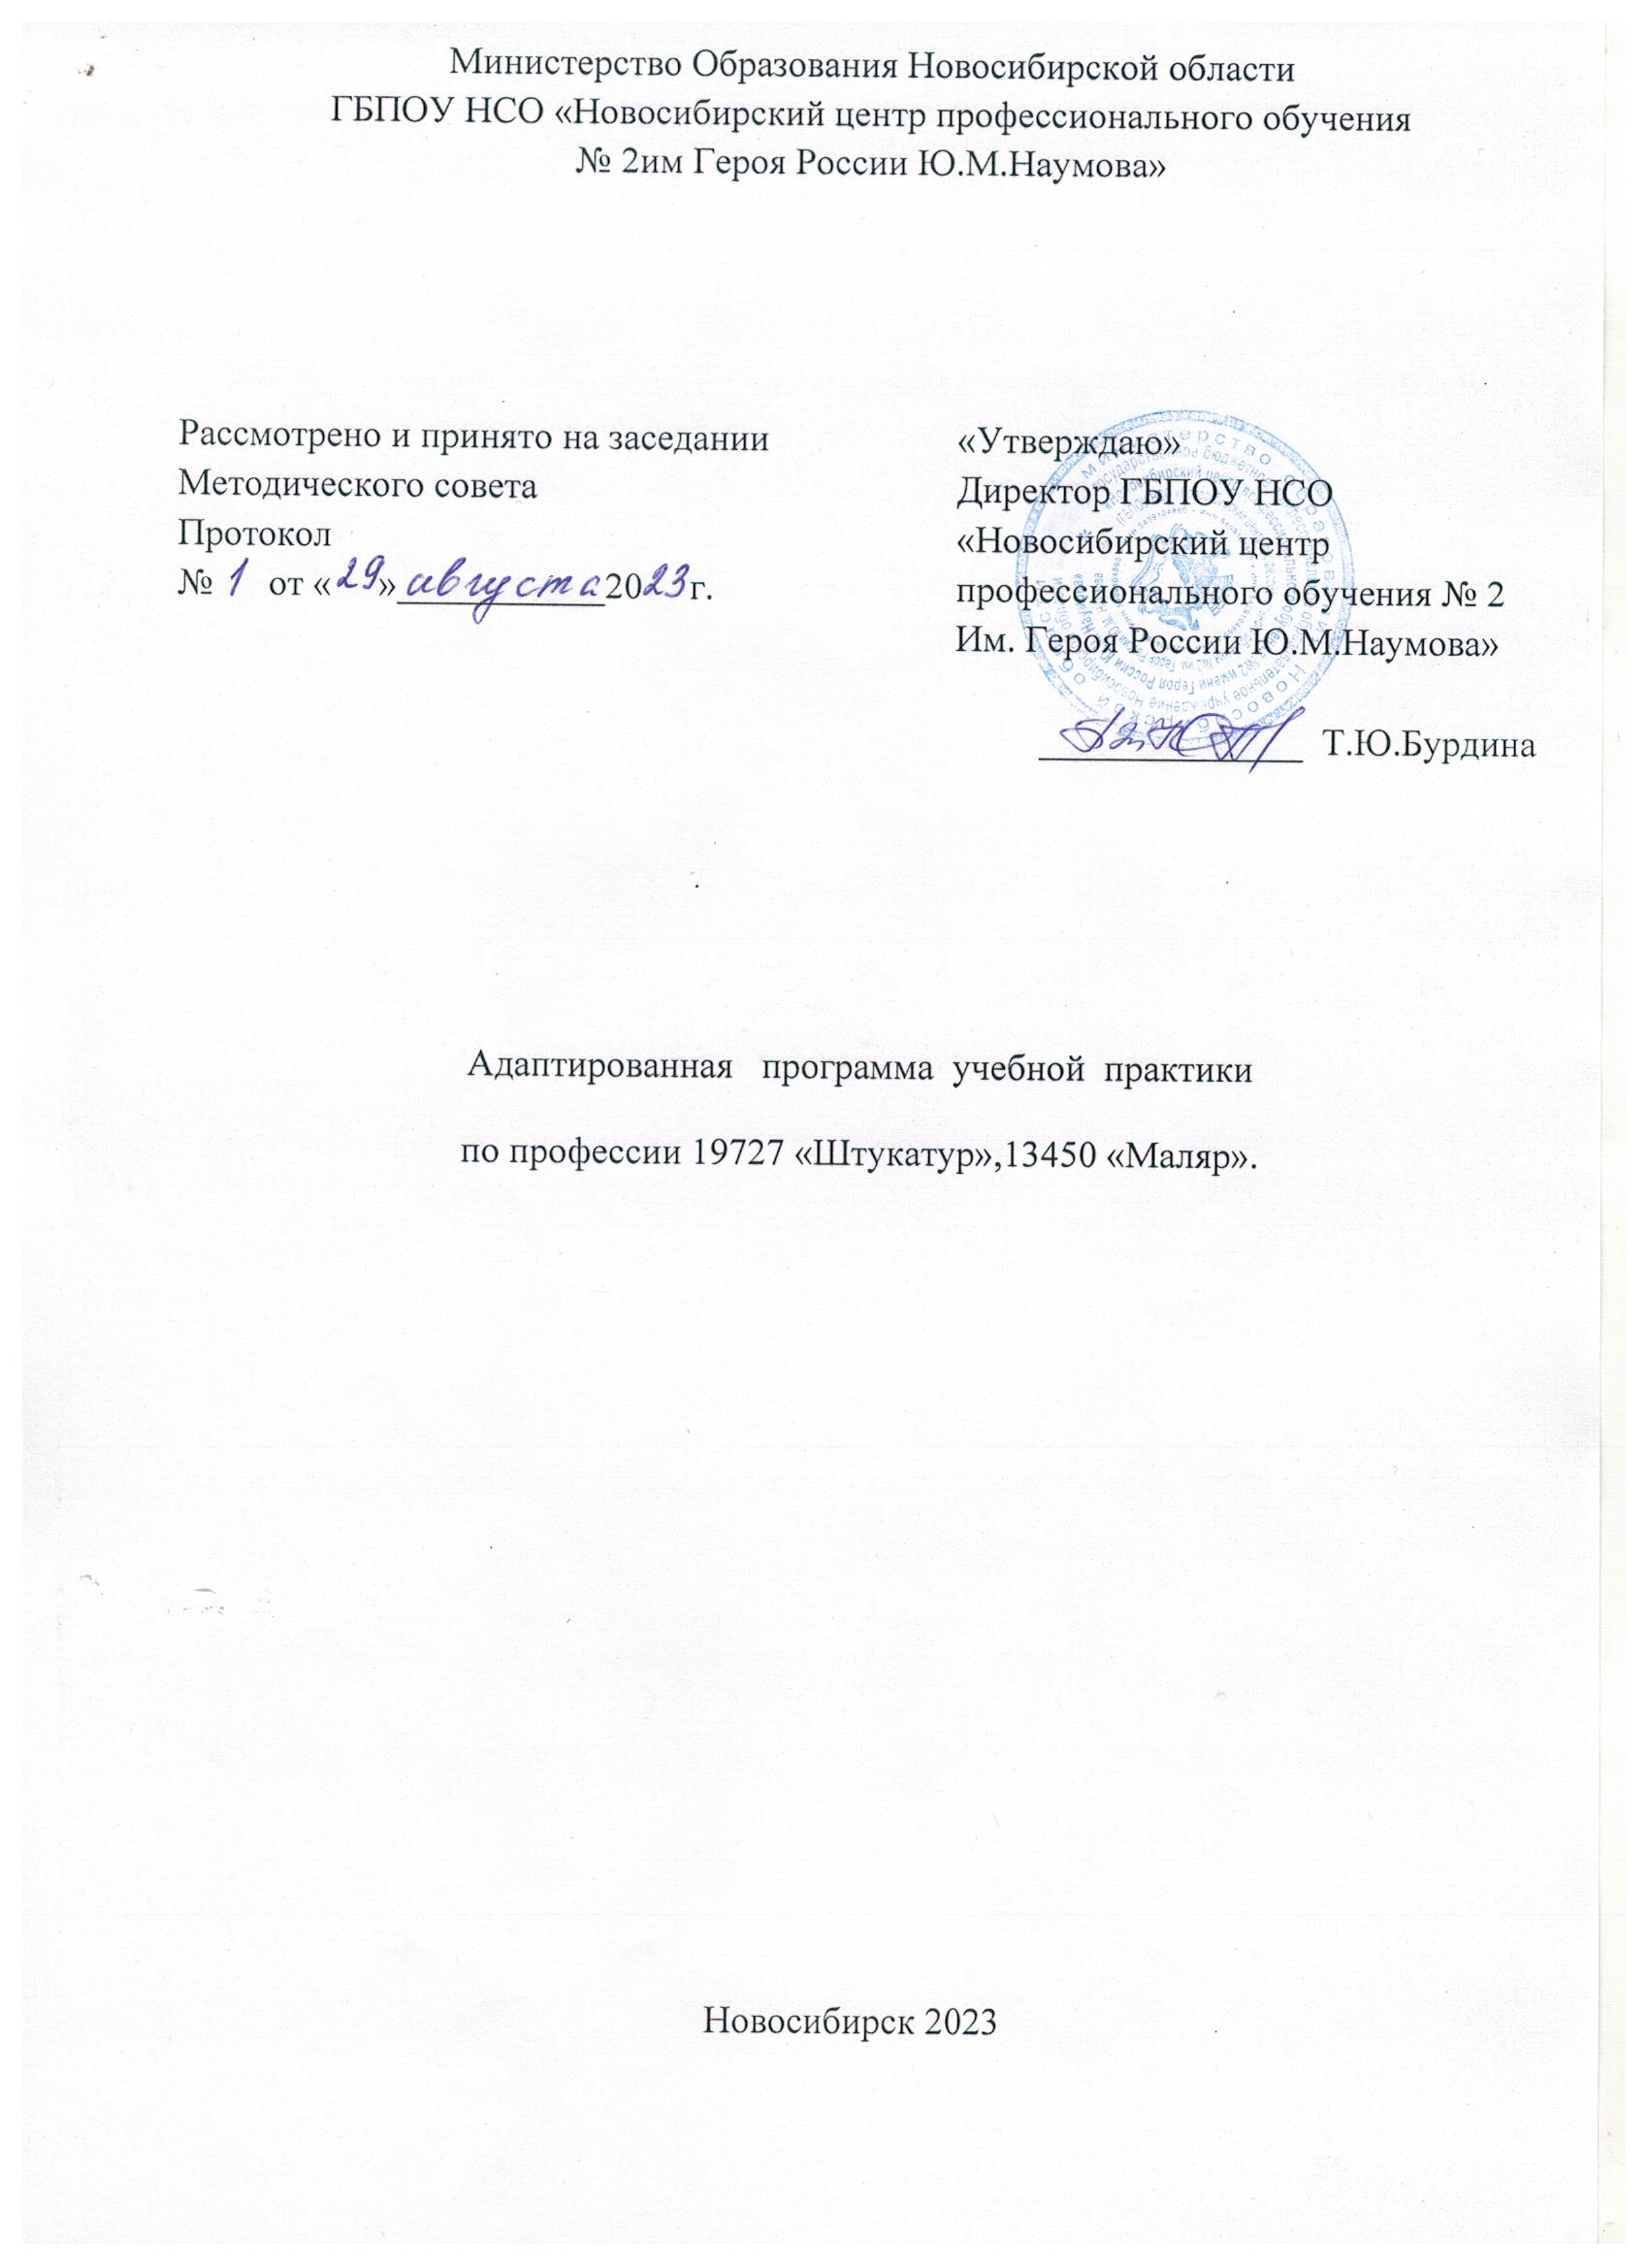 Министерство Образования Новосибирской области
ГБПОУ НСО «Новосибирский центр профессионального обучения
№ 2им Героя России Ю.М.Наумова»
Рассмотрено и принято на заседании
Методического совета
Протокол
№ 1 от «29» августа 2023г.
«Утверждаю»
Директор ГБПОУ НСО
«Новосибирский центр
профессионального обучения № 2
Им. Героя России Ю.М.Наумова»
Т.Ю.Бурдина
Адаптированная программа учебной практики
по профессии 19727 «Штукатур»,13450 «Маляр».
Новосибирск 2023